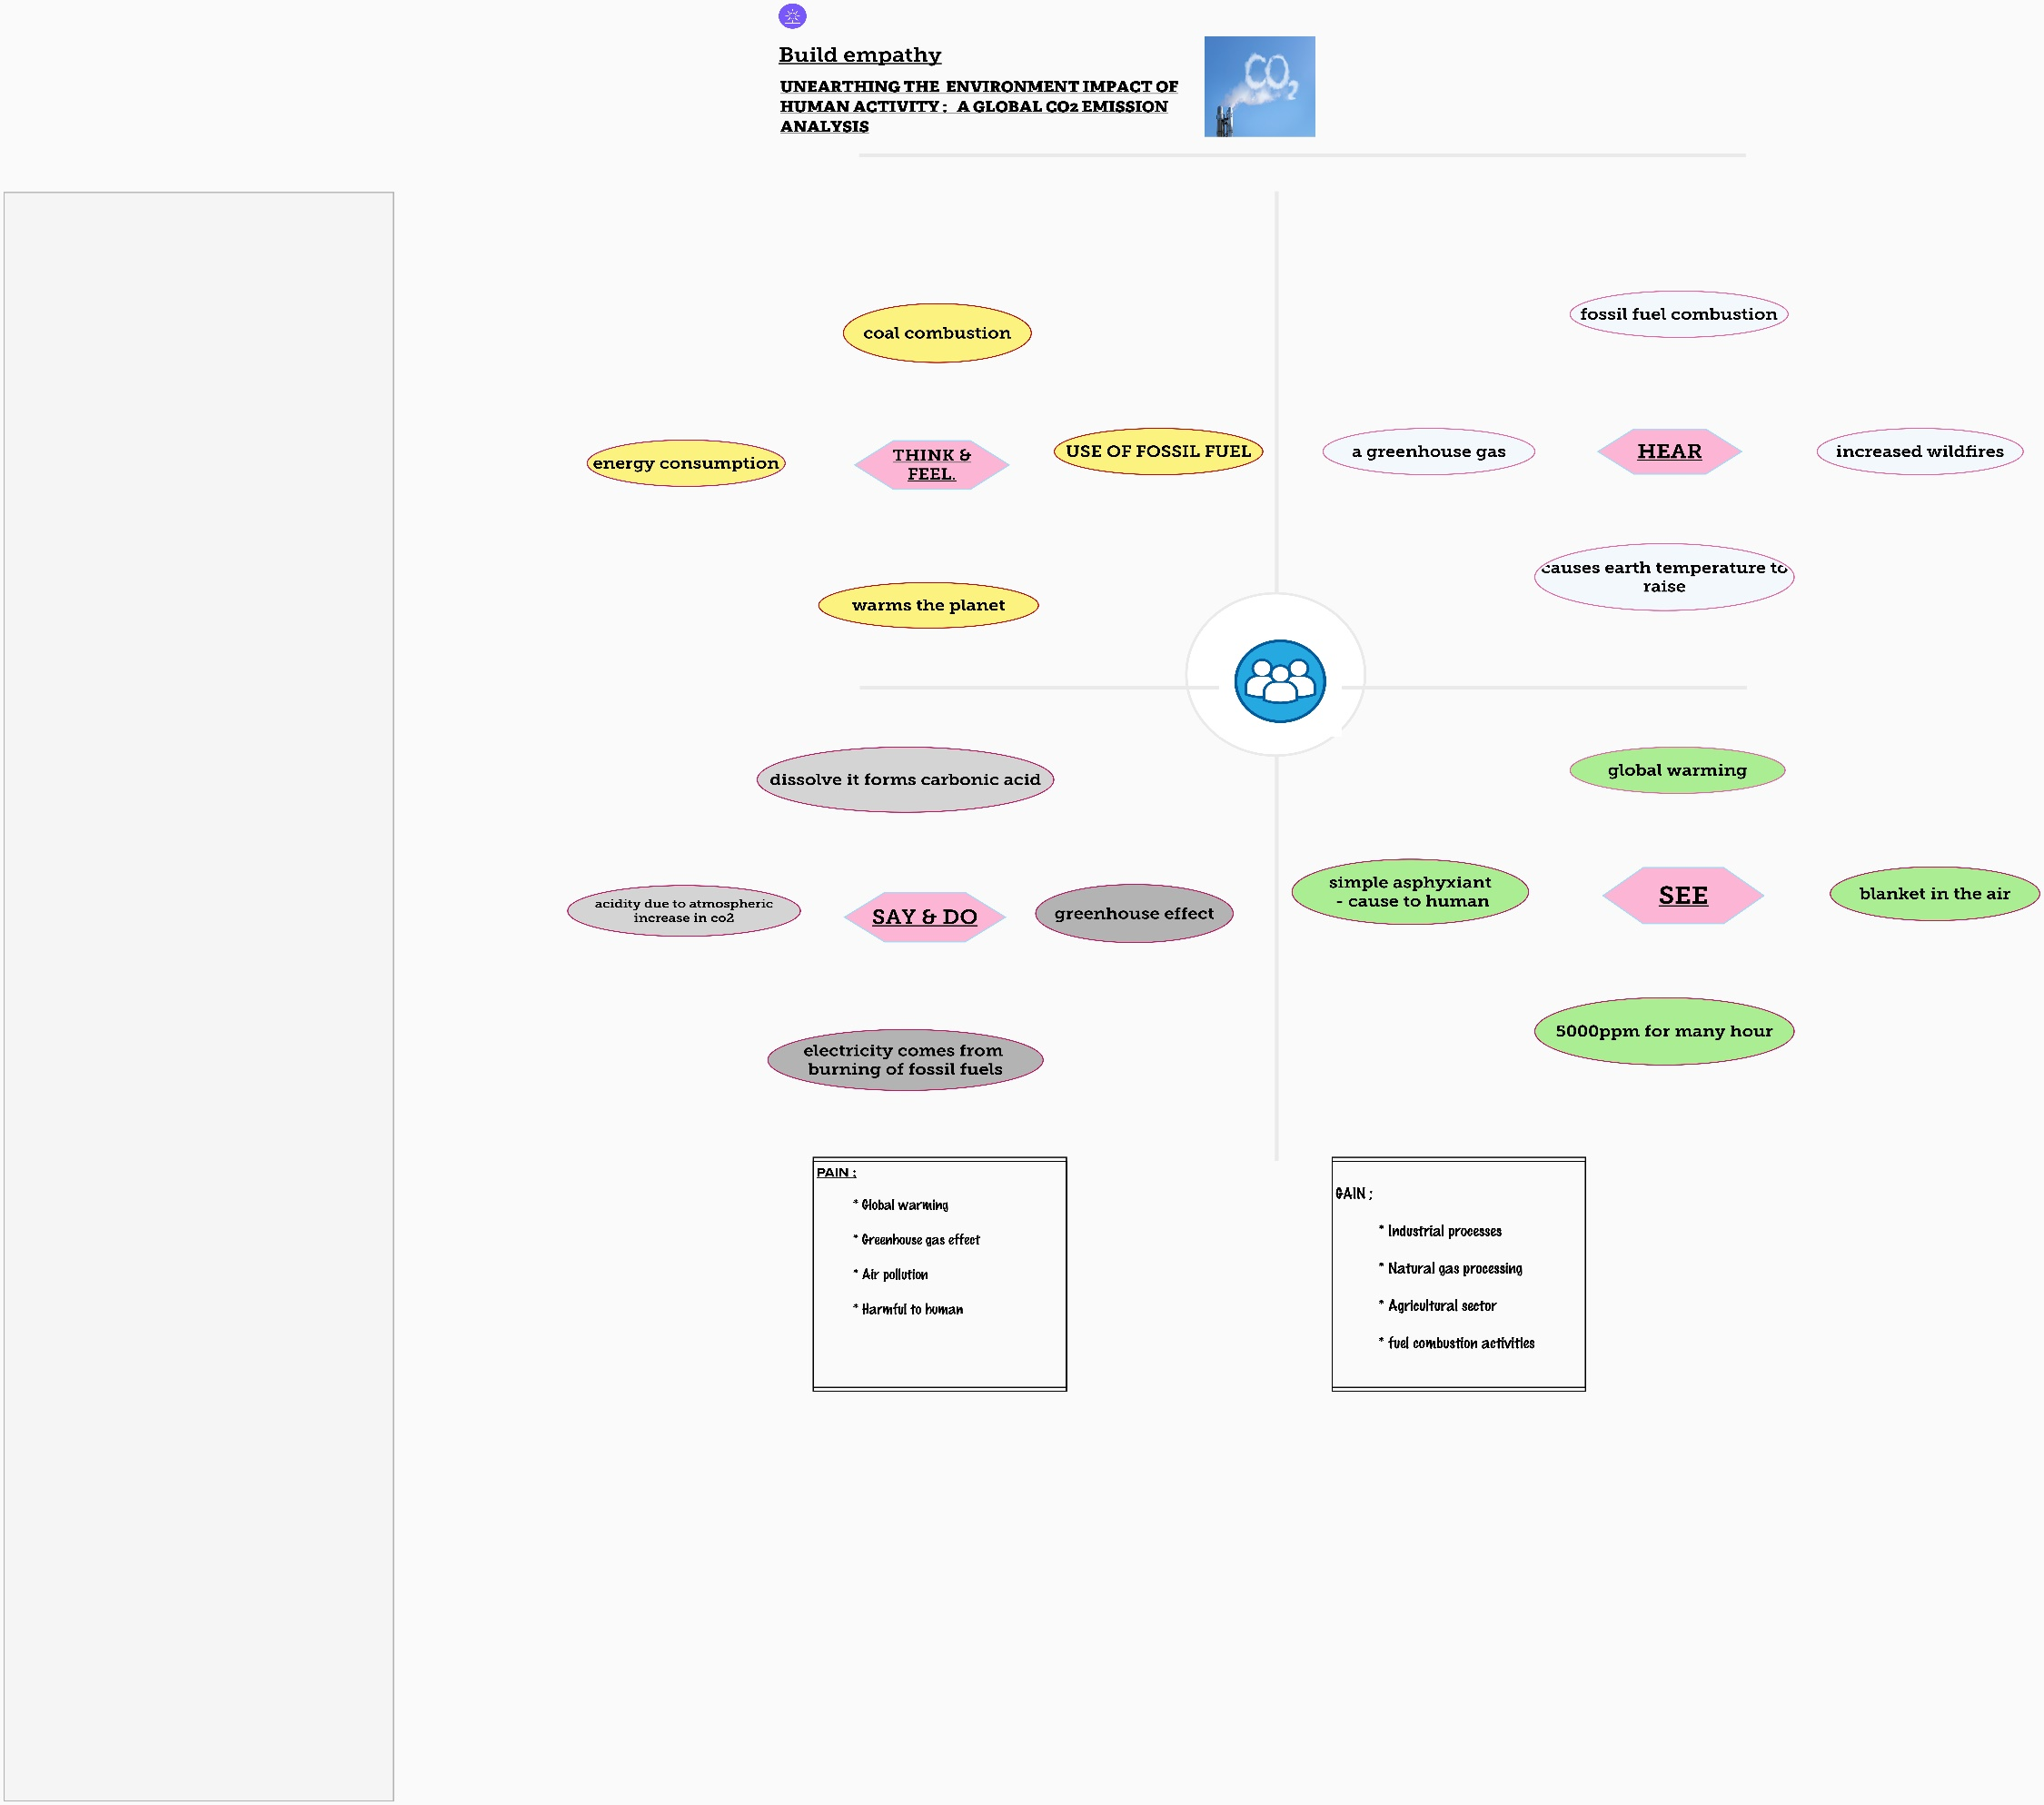 Build empathy
UNEARTHING THE ENVIRONMENT IMPACT OF
HUMAN ACTIVITY : A GLOBAL CO2 EMISSION
ANALYSIS
CO2
coal combustion
energy consumption
THINK &
FEEL.
USE OF FOSSIL FUEL
warms the planet
fossil fuel combustion
a greenhouse gas
HEAR
increased wildfires
causes earth temperature to
raise
dissolve it forms carbonic acid
acidity due to atmospheric
increase in co2
SAY & DO
greenhouse effect
electricity comes from
burning of fossil fuels
global warming
simple asphyxiant
- cause to human
SEE
blanket in the air
5000ppm for many hour
PAIN ;
* Global warming
* Greenhouse gas effect
* Air pollution
* Harmful to human
GAIN ;
* Industrial processes
* Natural gas processing
* Agricultural sector
* fuel combustion activities